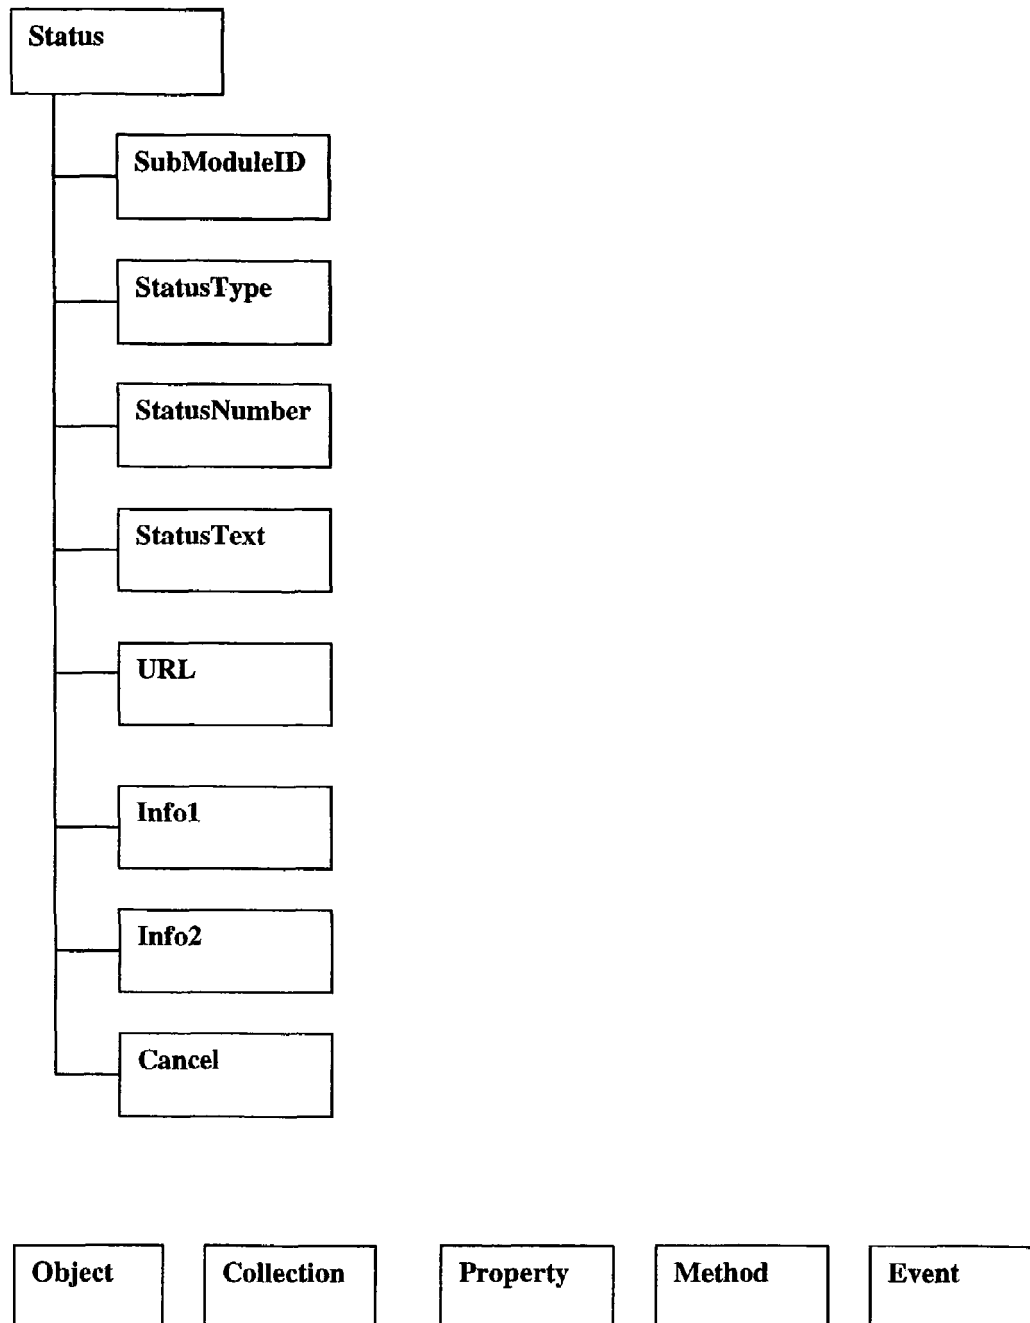 Status
SubModuleID
StatusType
StatusNumber
StatusText
URL
Info1
Info2
Cancel
Object Collection Property Method Event